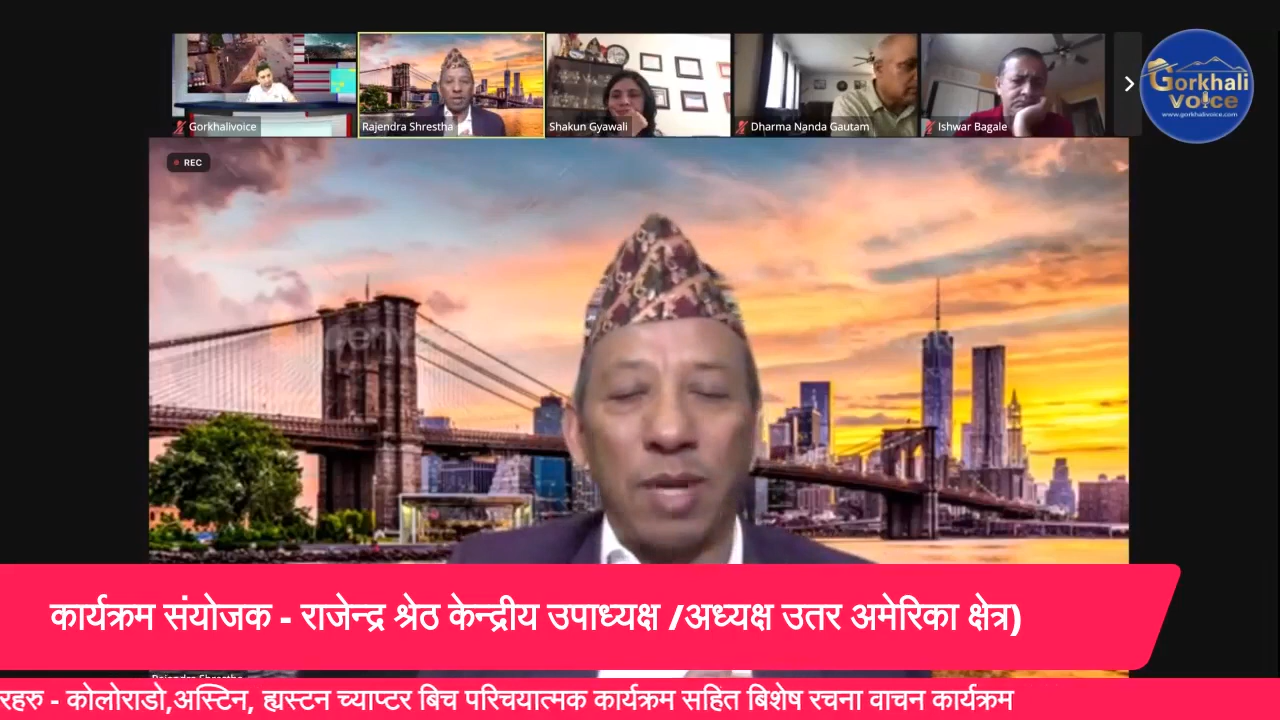 Gorkhalivoice
Rajendra Shrestha
Shakun Gyawali
Dharma Nanda Gautam
Ishwar Bagale
Gorkhali
Voice
www.gorkhalivoice.com
REC
कार्यक्रम संयोजक - राजेन्द्र श्रेठ केन्द्रीय उपाध्यक्ष /अध्यक्ष उतर अमेरिका क्षेत्र)
Rajendra Shrestha
रहरु - कोलोराडो,अस्टिन, ह्युस्टन च्याप्टर बिच परिचयात्मक कार्यक्रम सहित बिशेष रचना वाचन कार्यक्रम